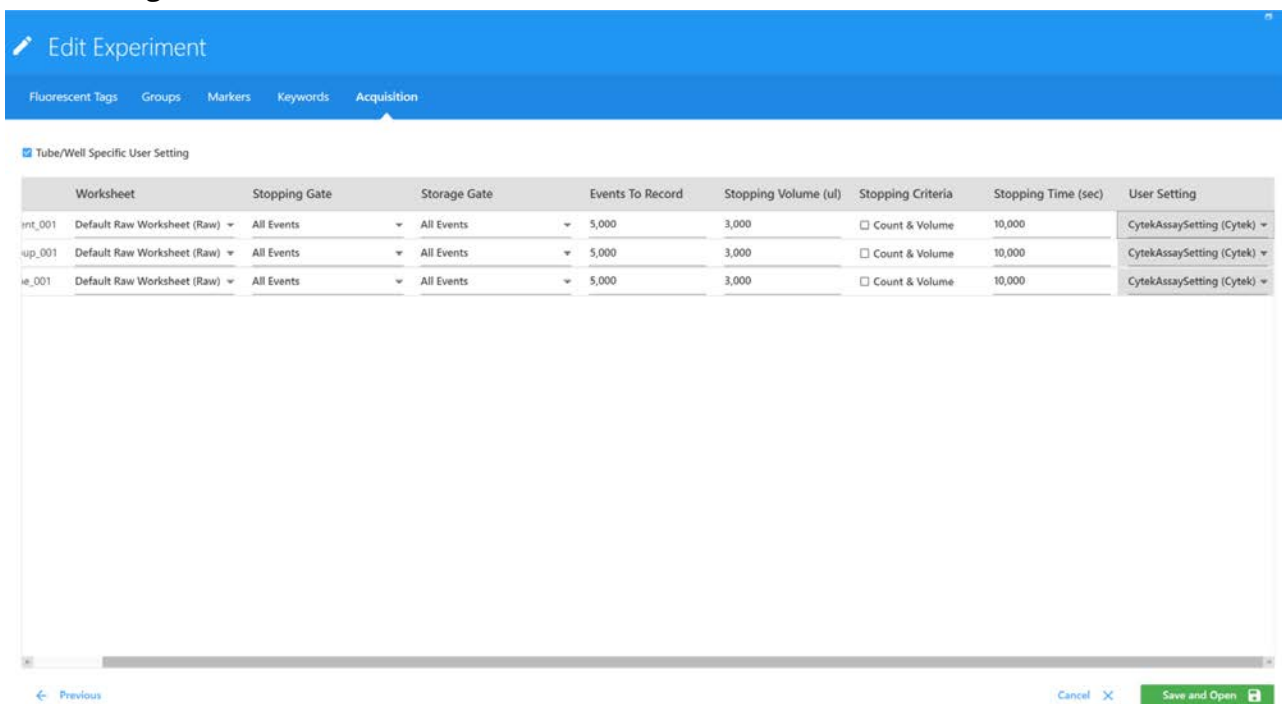 Edit Experiment
Fluorescent Tags Groups Markers Keywords Acquisition
Tube/Well Specific User Setting
Worksheet Stopping Gate Storage Gate Events To Record Stopping Volume (ul) Stopping Criteria Stopping Time (sec) User Setting
ent_001 Default Raw Worksheet (Raw) All Events All Events 5,000 3,000 Count & Volume 10,000 CytekAssaySetting (Cytek)
up_001 Default Raw Worksheet (Raw) All Events All Events 5,000 3,000 Count & Volume 10,000 CytekAssaySetting (Cytek)
e_001 Default Raw Worksheet (Raw) All Events All Events 5,000 3,000 Count & Volume 10,000 CytekAssaySetting (Cytek)
Previous Cancel Save and Open